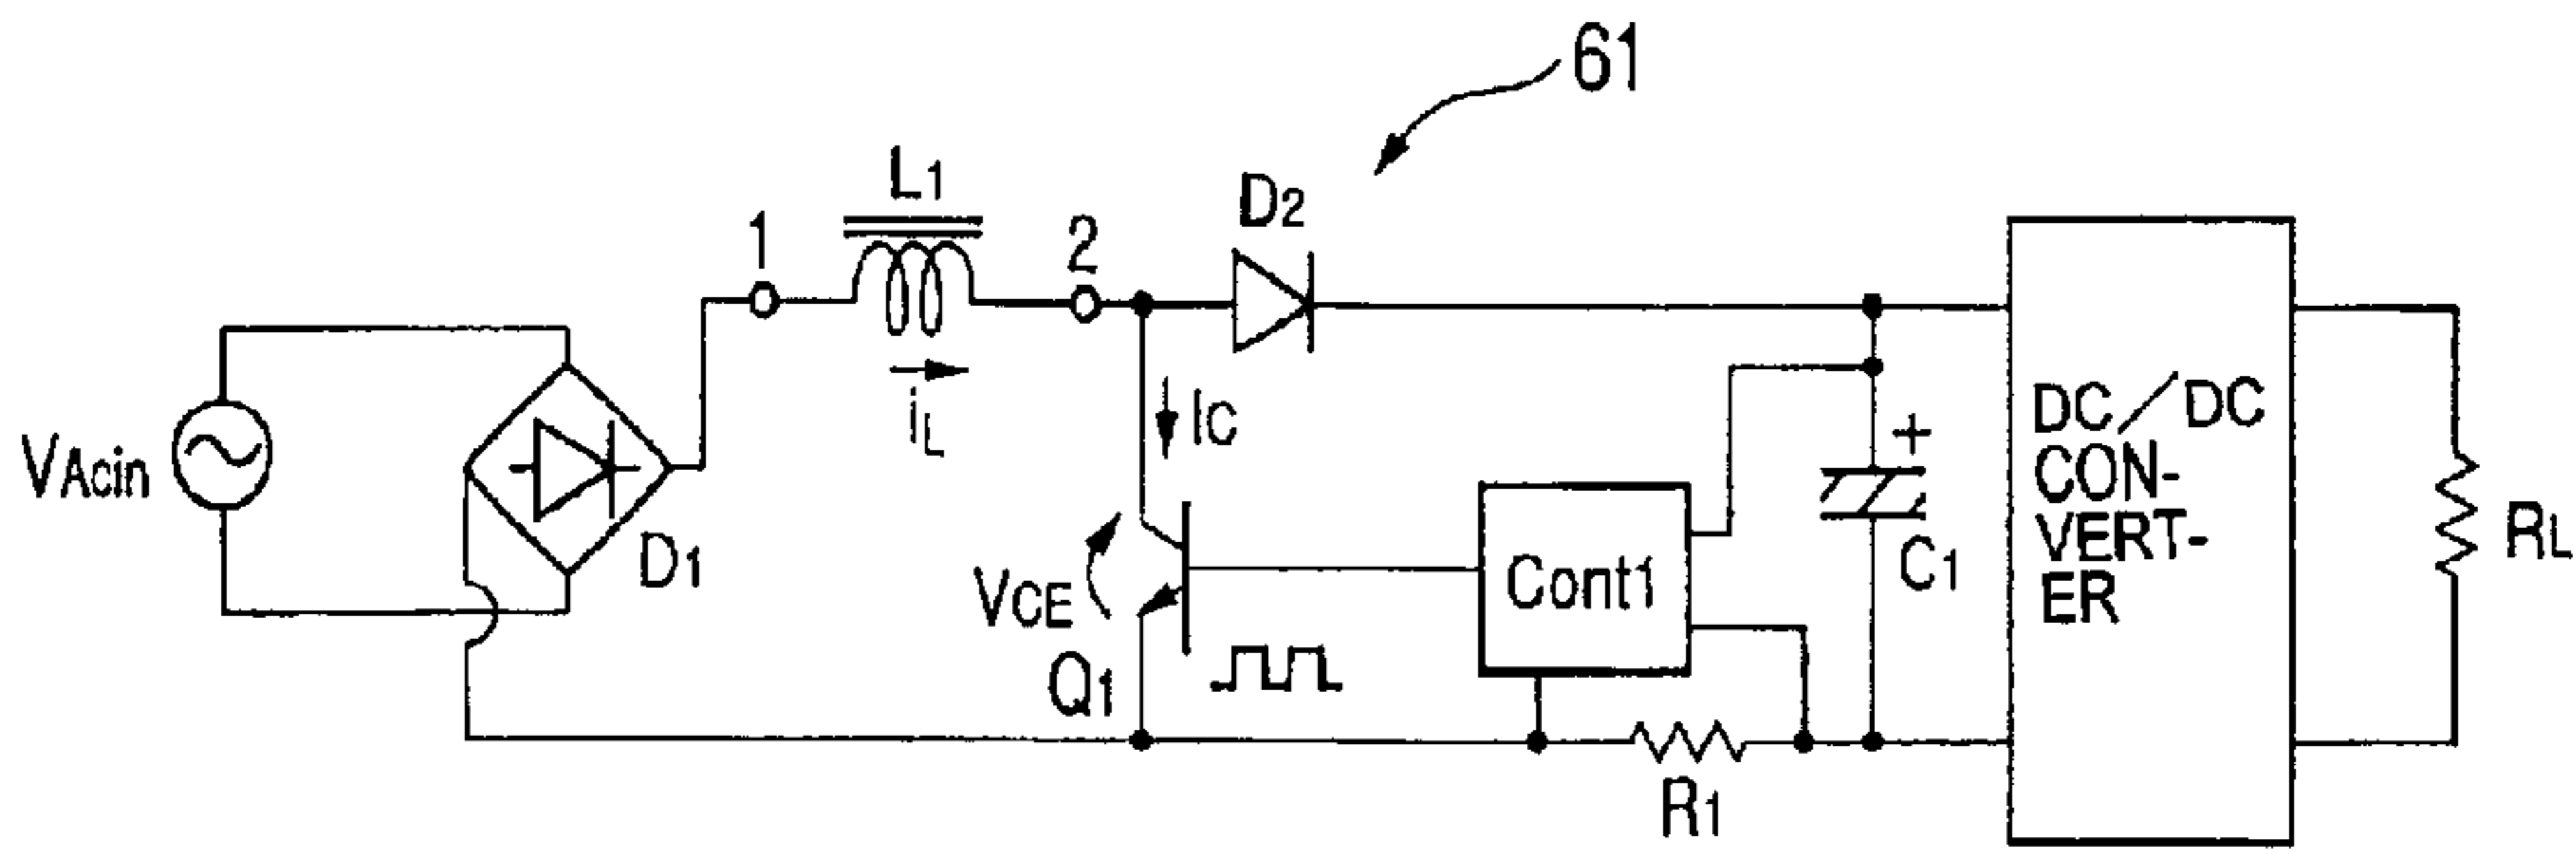 61
L1
D2
1
2
iL
IC
VAcin
D1
VCE
Q1
Cont1
+
C1
R1
DC/DC
CON-
VERT-
ER
RL